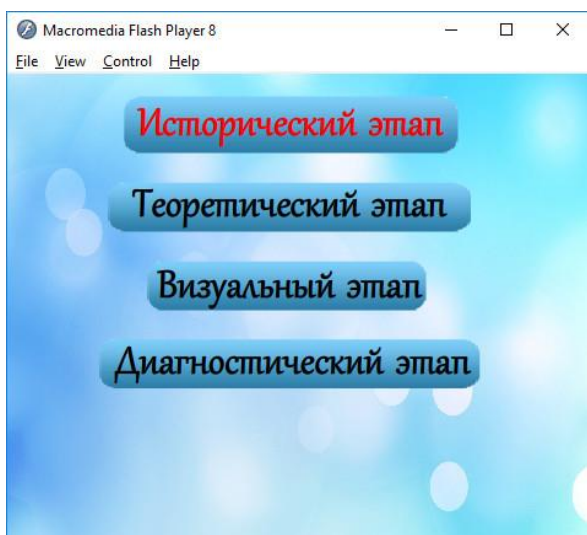 Macromedia Flash Player 8
File View Control Help
Исторический этап
Теоретический этап
Визуальный этап
Диагностический этап